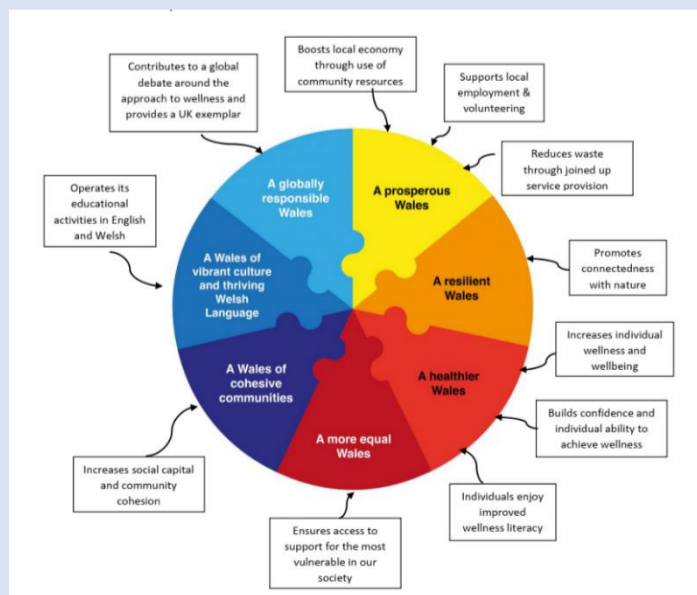 Contributes to a global
debate around the
approach to wellness and
provides a UK exemplar
Boosts local economy
through use of
community resources
Supports local
employment &
volunteering
Reduces waste
through joined up
service provision
Operates its
educational
activities in English
and Welsh
A globally
responsible
Wales
A prosperous
Wales
Promotes
connectedness
with nature
A Wales of
vibrant culture
and thriving
Welsh
Language
A resilient
Wales
Increases individual
wellness and
wellbeing
A Wales of
cohesive
communities
A healthier
Wales
Builds confidence and
individual ability to
achieve wellness
A more equal
Wales
Increases social capital
and community
cohesion
Individuals enjoy
improved
wellness literacy
Ensures access to
support for the most
vulnerable in our
society